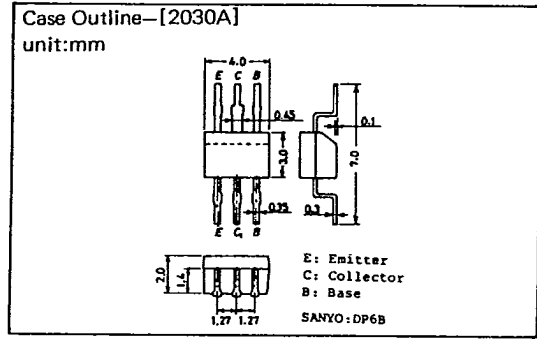 Case Outline—[2030A]
unit:mm
4.0
E C B
0.45
0.1
3.0
7.0
0.35
0.3
E C, B
2.0
1.4
1.27 1.27
E: Emitter
C: Collector
B: Base
SANYO:DP6B